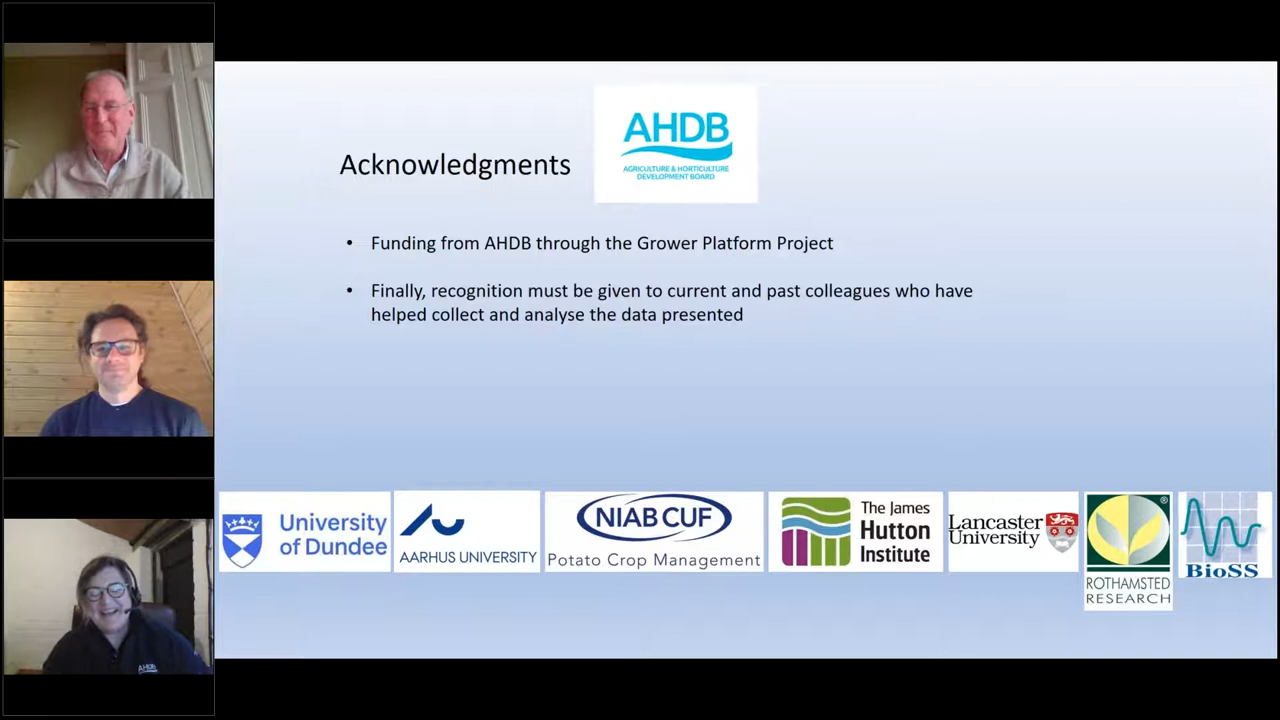 Acknowledgments
AHDB
AGRICULTURE & HORTICULTURE
DEVELOPMENT BOARD
• Funding from AHDB through the Grower Platform Project
• Finally, recognition must be given to current and past colleagues who have
helped collect and analyse the data presented
University
of Dundee
AARHUS UNIVERSITY
NIAB CUF
Potato Crop Management
The James
Hutton
Institute
Lancaster
University
®
ROTHAMSTED
RESEARCH
BioSS
AHDB